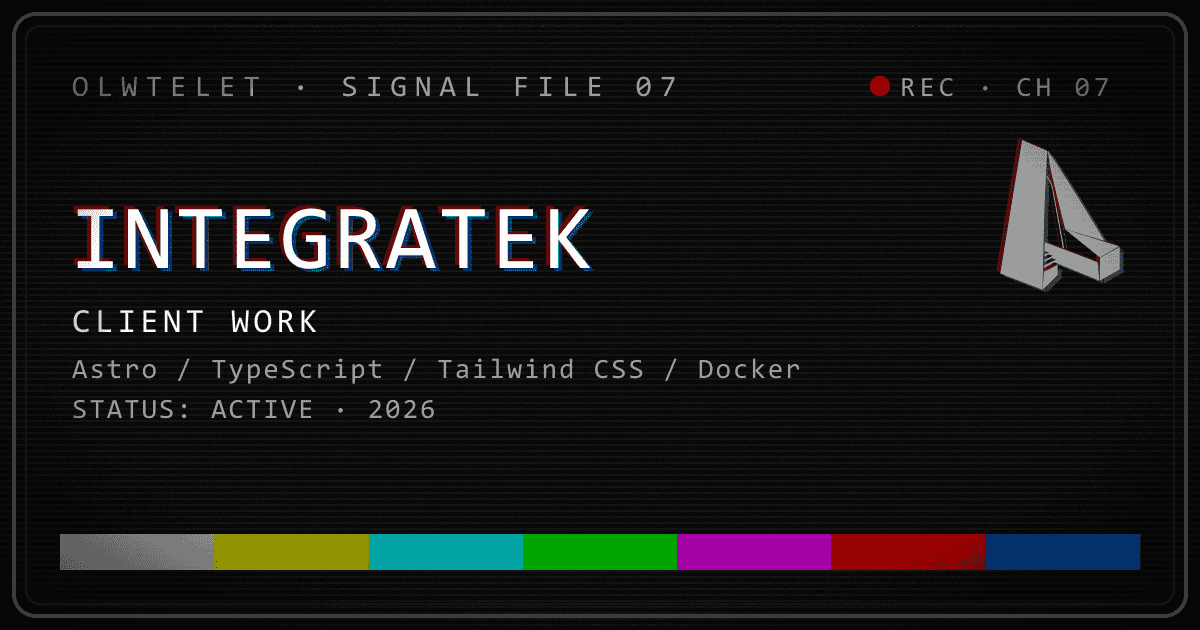 OLWTELET · SIGNAL FILE 07
REC · CH 07
INTEGRATEK
CLIENT WORK
Astro / TypeScript / Tailwind CSS / Docker
STATUS: ACTIVE · 2026